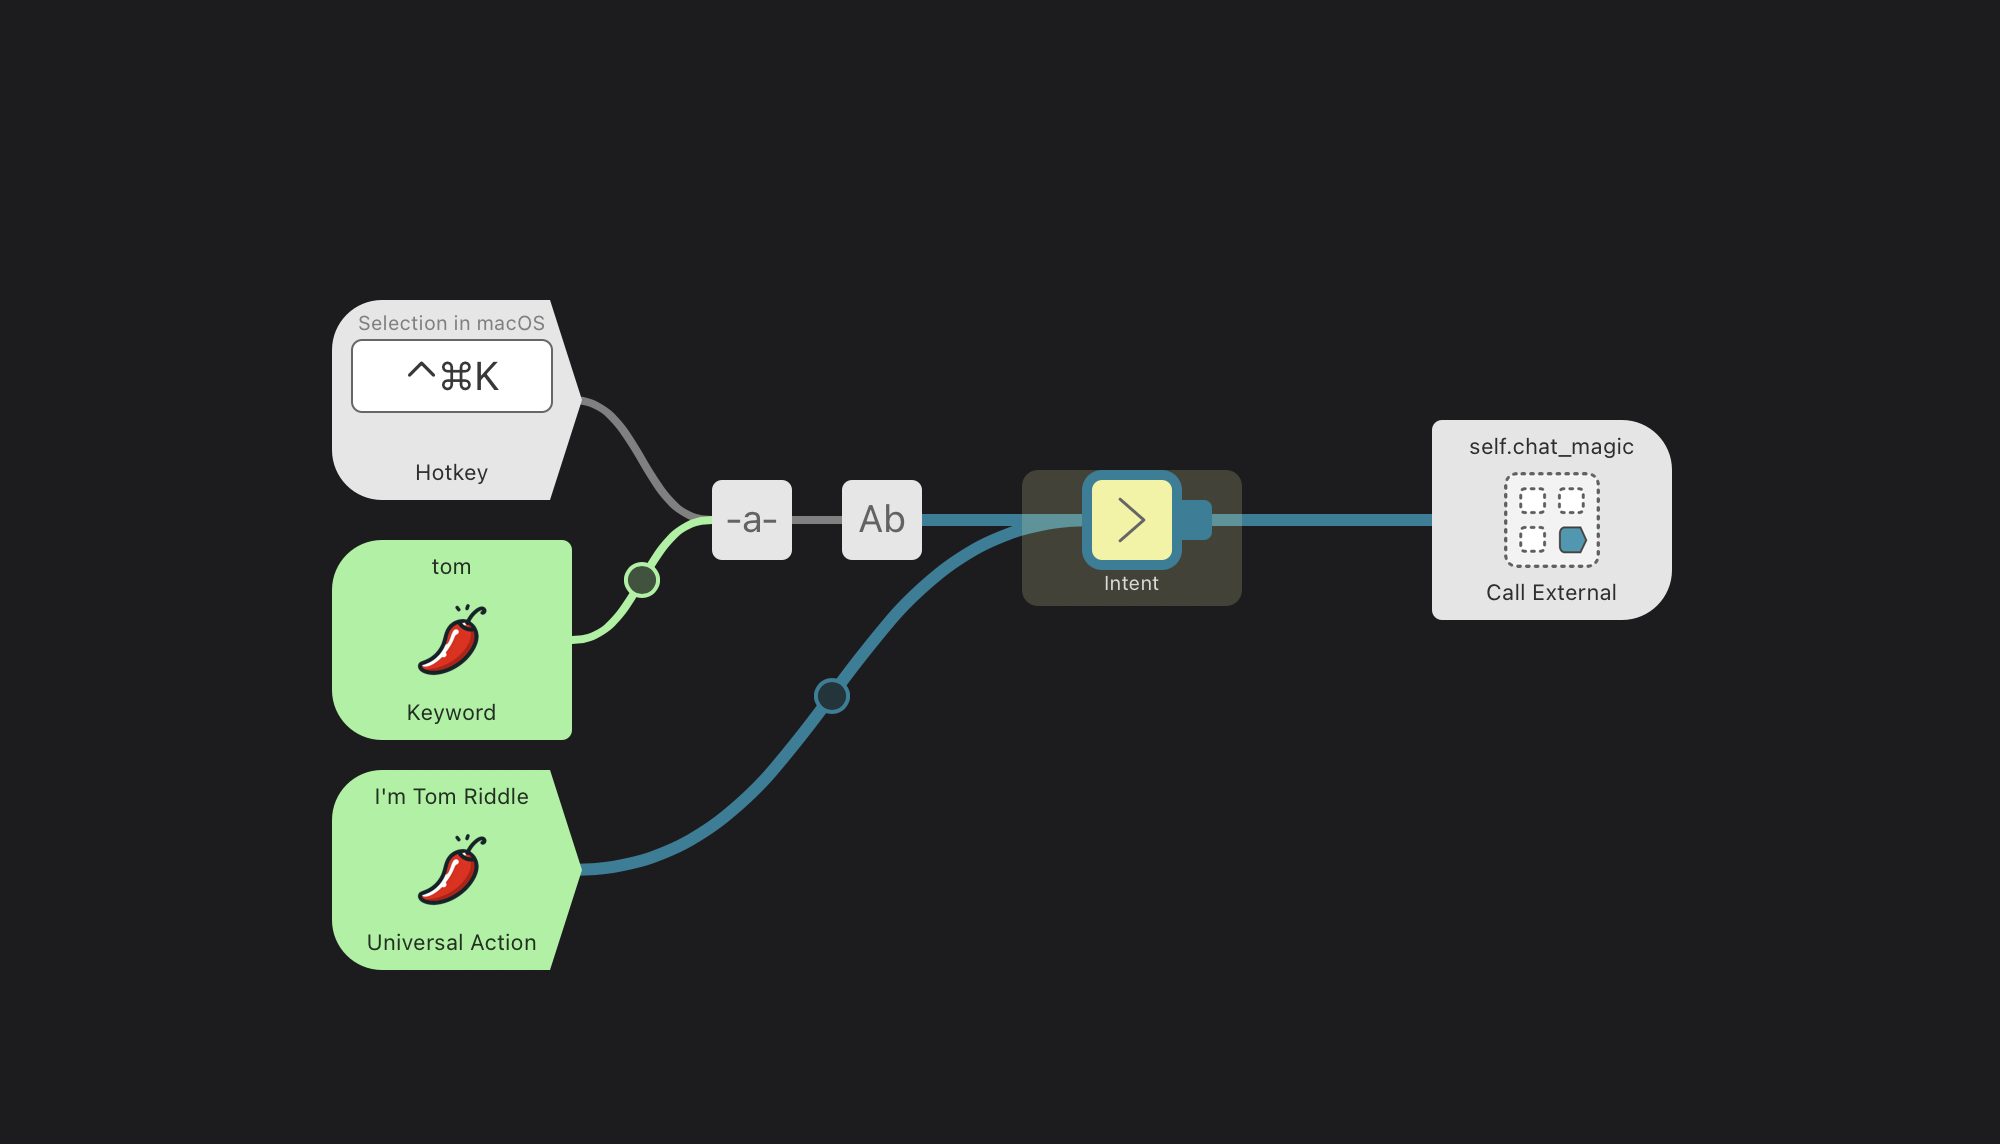 Selection in macOS
^⌘K
Hotkey
tom
Keyword
I'm Tom Riddle
Universal Action
-a-
Ab
Intent
self.chat_magic
Call External